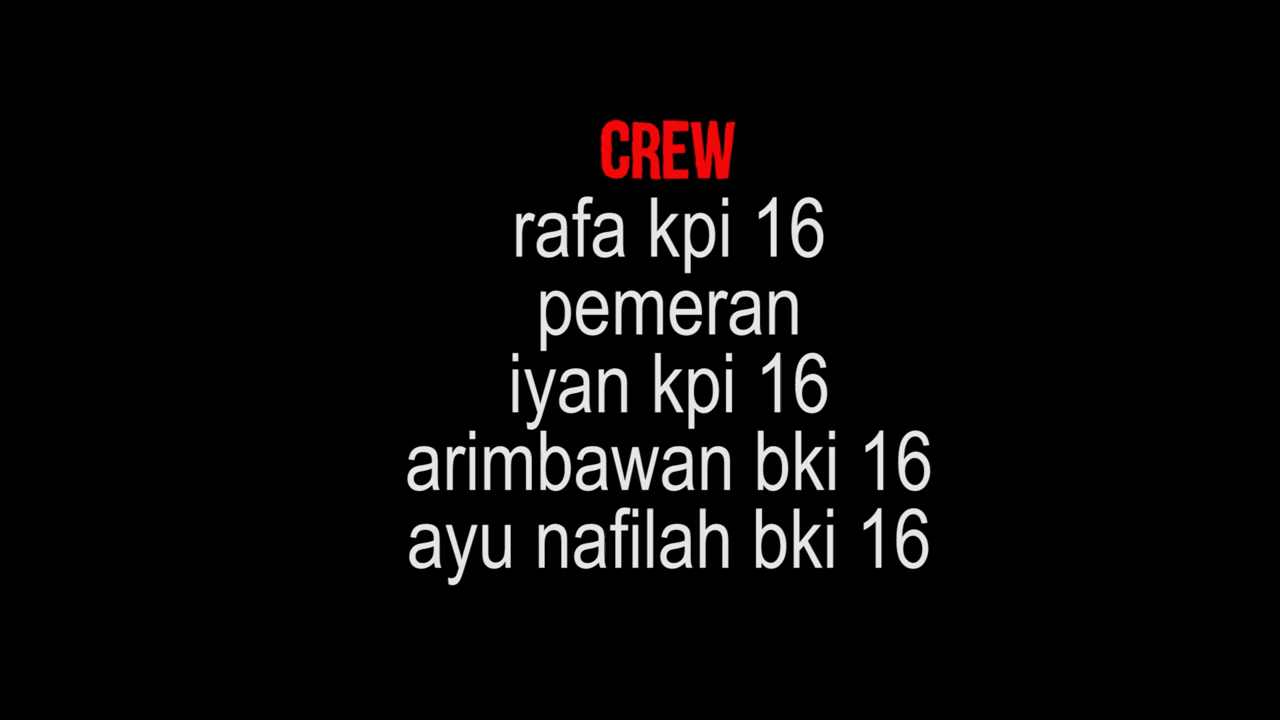 CREW
rafa kpi 16
pemeran
iyan kpi 16
arimbawan bki 16
ayu nafilah bki 16